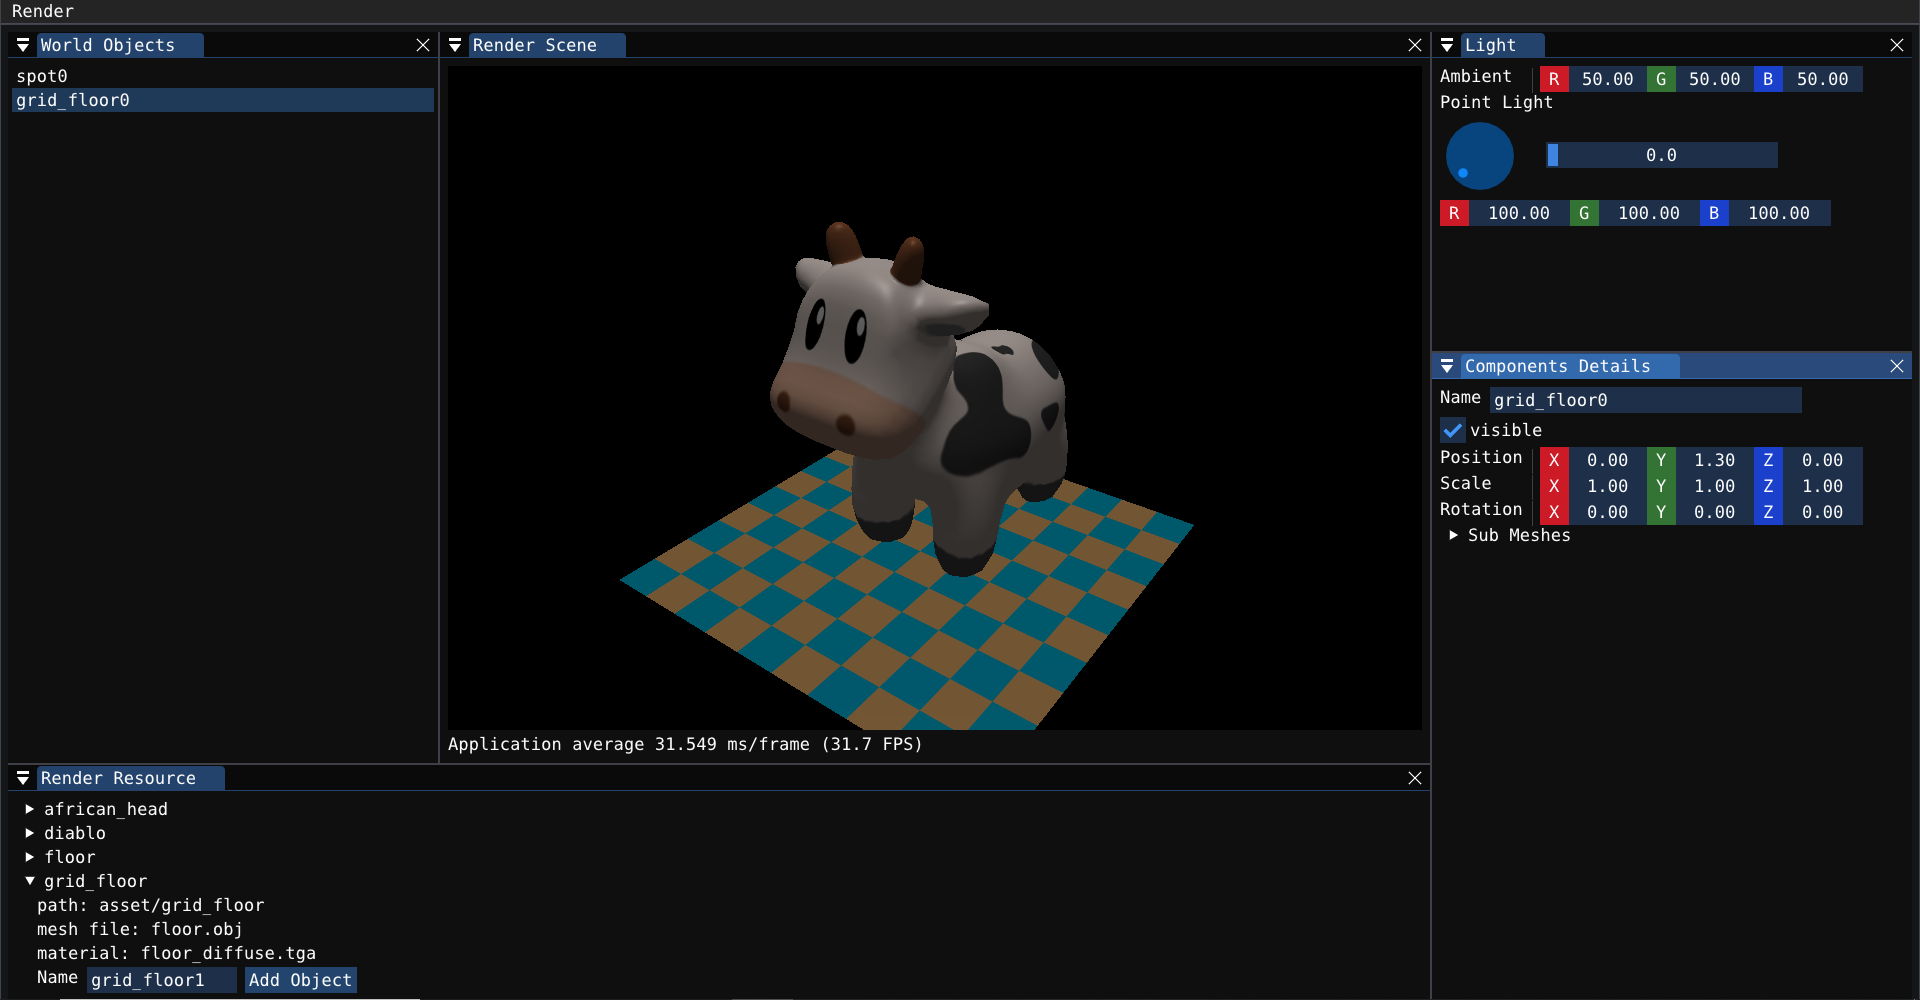 Render
World Objects
spot0
grid_floor0
Render Scene
Application average 31.549 ms/frame (31.7 FPS)
Light
Ambient R 50.00 G 50.00 B 50.00
Point Light
0.0
R 100.00 G 100.00 B 100.00
Components Details
Name grid_floor0
visible
Position X 0.00 Y 1.30 Z 0.00
Scale X 1.00 Y 1.00 Z 1.00
Rotation X 0.00 Y 0.00 Z 0.00
Sub Meshes
Render Resource
african_head
diablo
floor
grid_floor
path: asset/grid_floor
mesh file: floor.obj
material: floor_diffuse.tga
Name grid_floor1 Add Object